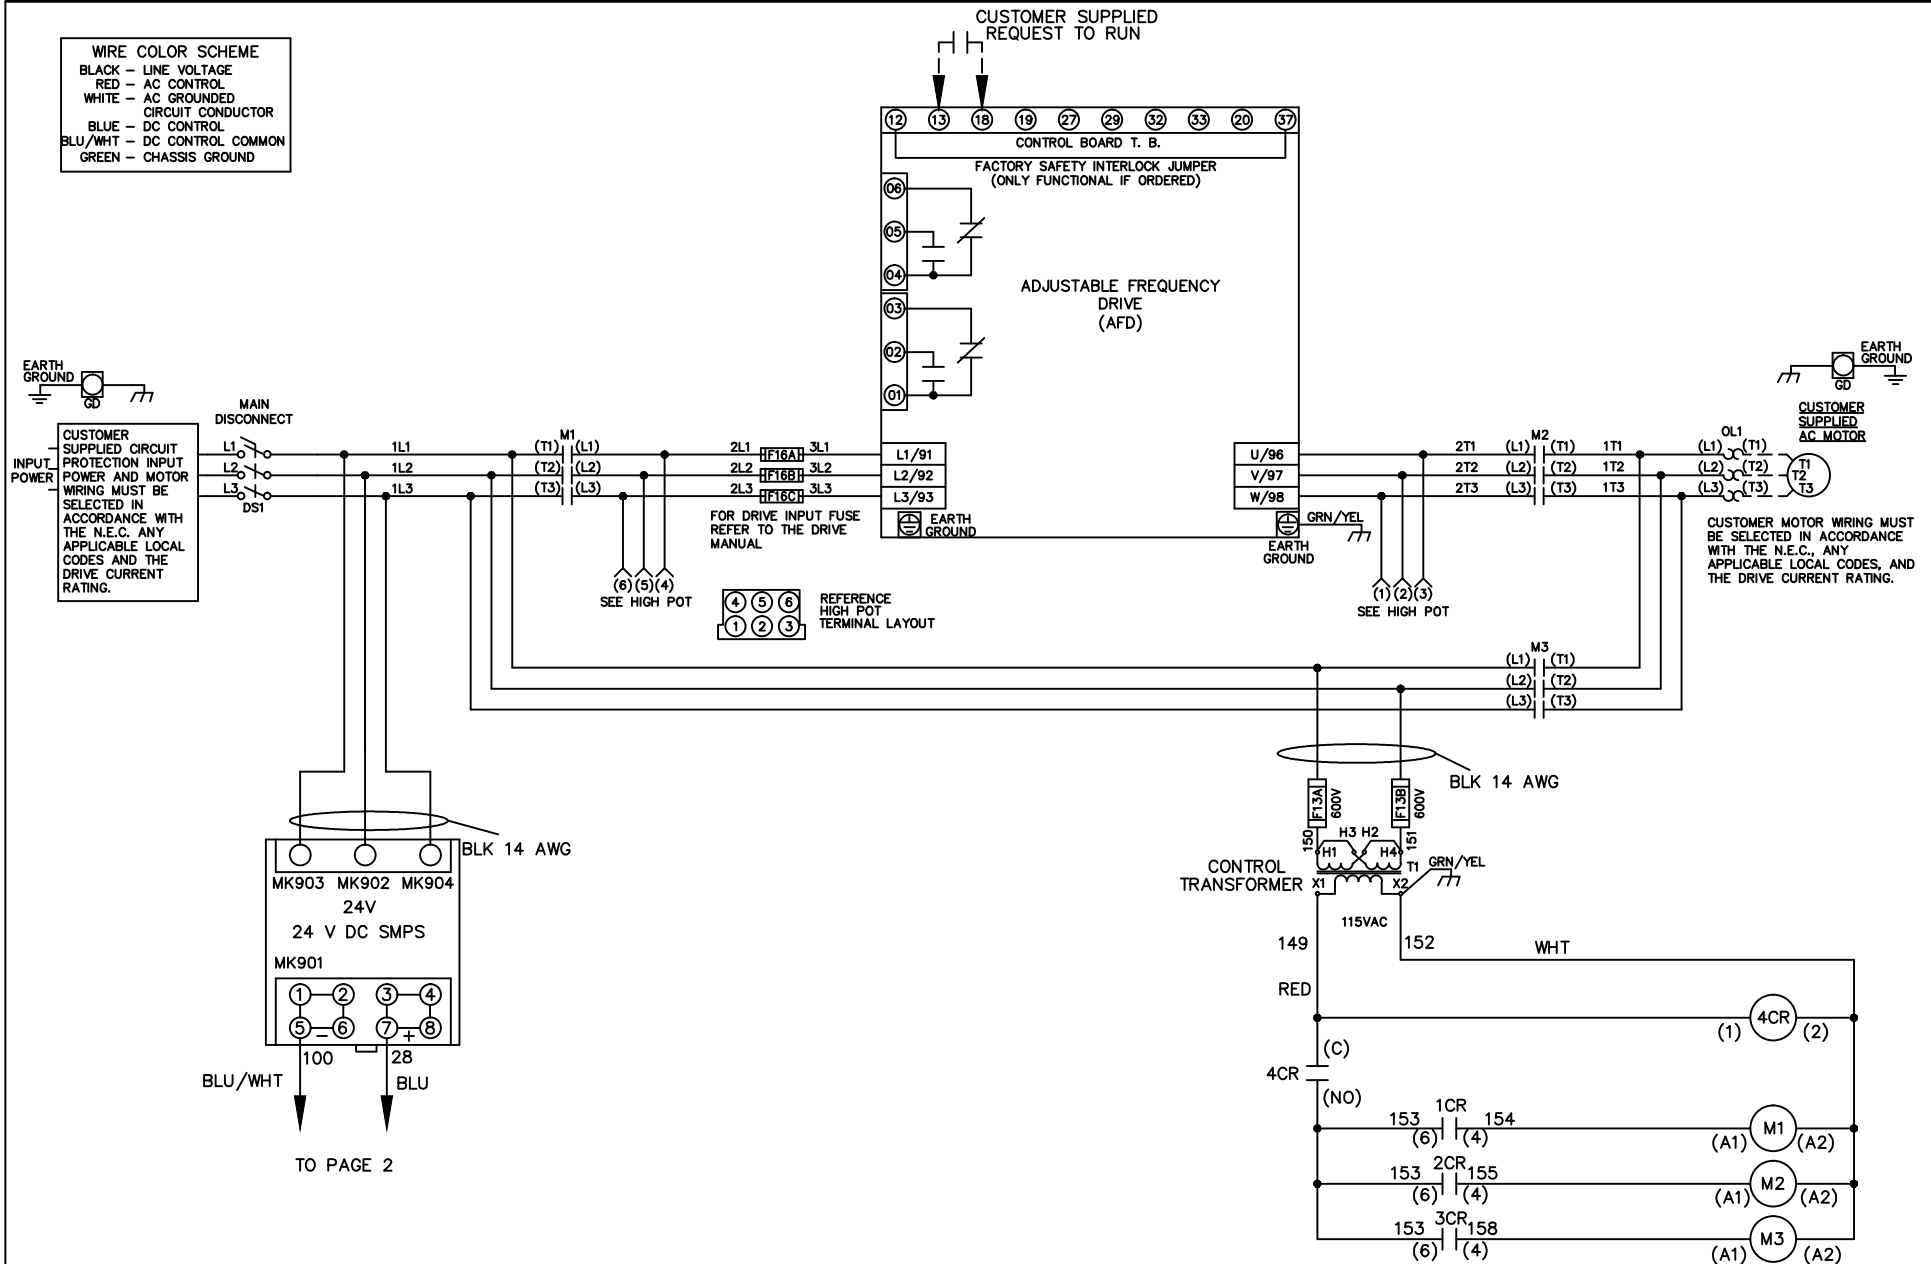 CUSTOMER SUPPLIED
REQUEST TO RUN
WIRE COLOR SCHEME
BLACK – LINE VOLTAGE
RED – AC CONTROL
WHITE – AC GROUNDED
CIRCUIT CONDUCTOR
BLUE – DC CONTROL
BLU/WHT – DC CONTROL COMMON
GREEN – CHASSIS GROUND
12 13 18 19 27 29 32 33 20 37
CONTROL BOARD T. B.
FACTORY SAFETY INTERLOCK JUMPER
(ONLY FUNCTIONAL IF ORDERED)
06
05
04
03
02
01
ADJUSTABLE FREQUENCY
DRIVE
(AFD)
EARTH
GROUND
GD
MAIN
DISCONNECT
INPUT
POWER
CUSTOMER
SUPPLIED CIRCUIT
PROTECTION INPUT
POWER AND MOTOR
WIRING MUST BE
SELECTED IN
ACCORDANCE WITH
THE N.E.C. ANY
APPLICABLE LOCAL
CODES AND THE
DRIVE CURRENT
RATING.
L1
L2
L3
DS1
1L1
1L2
1L3
M1
(T1) (L1)
(T2) (L2)
(T3) (L3)
2L1 F16A 3L1
2L2 F16B 3L2
2L3 F16C 3L3
L1/91
L2/92
L3/93
EARTH
GROUND
FOR DRIVE INPUT FUSE
REFER TO THE DRIVE
MANUAL
(6) (5) (4)
SEE HIGH POT
4 5 6
1 2 3
REFERENCE
HIGH POT
TERMINAL LAYOUT
U/96
V/97
W/98
GRN/YEL
EARTH
GROUND
2T1
2T2
2T3
M2
(L1) (T1)
(L2) (T2)
(L3) (T3)
1T1
1T2
1T3
(1) (2) (3)
SEE HIGH POT
EARTH
GROUND
GD
CUSTOMER
SUPPLIED
AC MOTOR
OL1
(L1) (T1)
(L2) (T2)
(L3) (T3)
T1
T2
T3
CUSTOMER MOTOR WIRING MUST
BE SELECTED IN ACCORDANCE
WITH THE N.E.C., ANY
APPLICABLE LOCAL CODES, AND
THE DRIVE CURRENT RATING.
M3
(L1) (T1)
(L2) (T2)
(L3) (T3)
BLK 14 AWG
MK903 MK902 MK904
24V
24 V DC SMPS
MK901
1 2 3 4
5 – 6 7 + 8
100
28
BLU/WHT
BLU
TO PAGE 2
BLK 14 AWG
F13A 600V
F13B 600V
150
151
H3 H2
H1
H4
T1
GRN/YEL
CONTROL
TRANSFORMER
X1
X2
115VAC
149
152
WHT
RED
(1) 4CR (2)
(C)
4CR
(NO)
1CR
153 154
(6) (4)
(A1) M1 (A2)
2CR
153 155
(6) (4)
(A1) M2 (A2)
3CR
153 158
(6) (4)
(A1) M3 (A2)